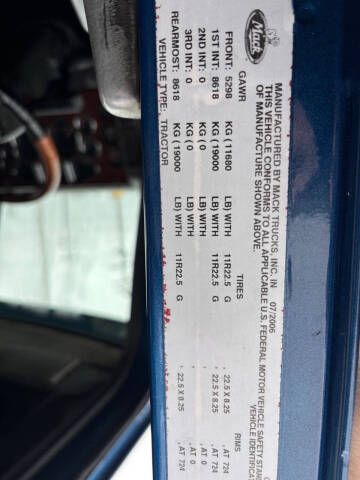 Mack
MANUFACTURED BY MACK TRUCKS, INC. IN 07/2006
THIS VEHICLE CONFORMS TO ALL APPLICABLE U.S. FEDERAL MOTOR VEHICLE SAFETY STAN
OF MANUFACTURE SHOWN ABOVE. VEHICLE IDENTIFICA
GAWR TIRES RIMS
FRONT: 5298 KG (11680 LB) WITH 11R22.5 G , 22.5 X 8.25 , AT 724
1ST INT: 8618 KG (19000 LB) WITH 11R22.5 G , 22.5 X 8.25 , AT 724
2ND INT: 0 KG (0 LB) WITH , AT 0
3RD INT: 0 KG (0 LB) WITH , AT 0
REARMOST: 8618 KG (19000 LB) WITH 11R22.5 G , 22.5 X 8.25 , AT 724
VEHICLE TYPE: TRACTOR